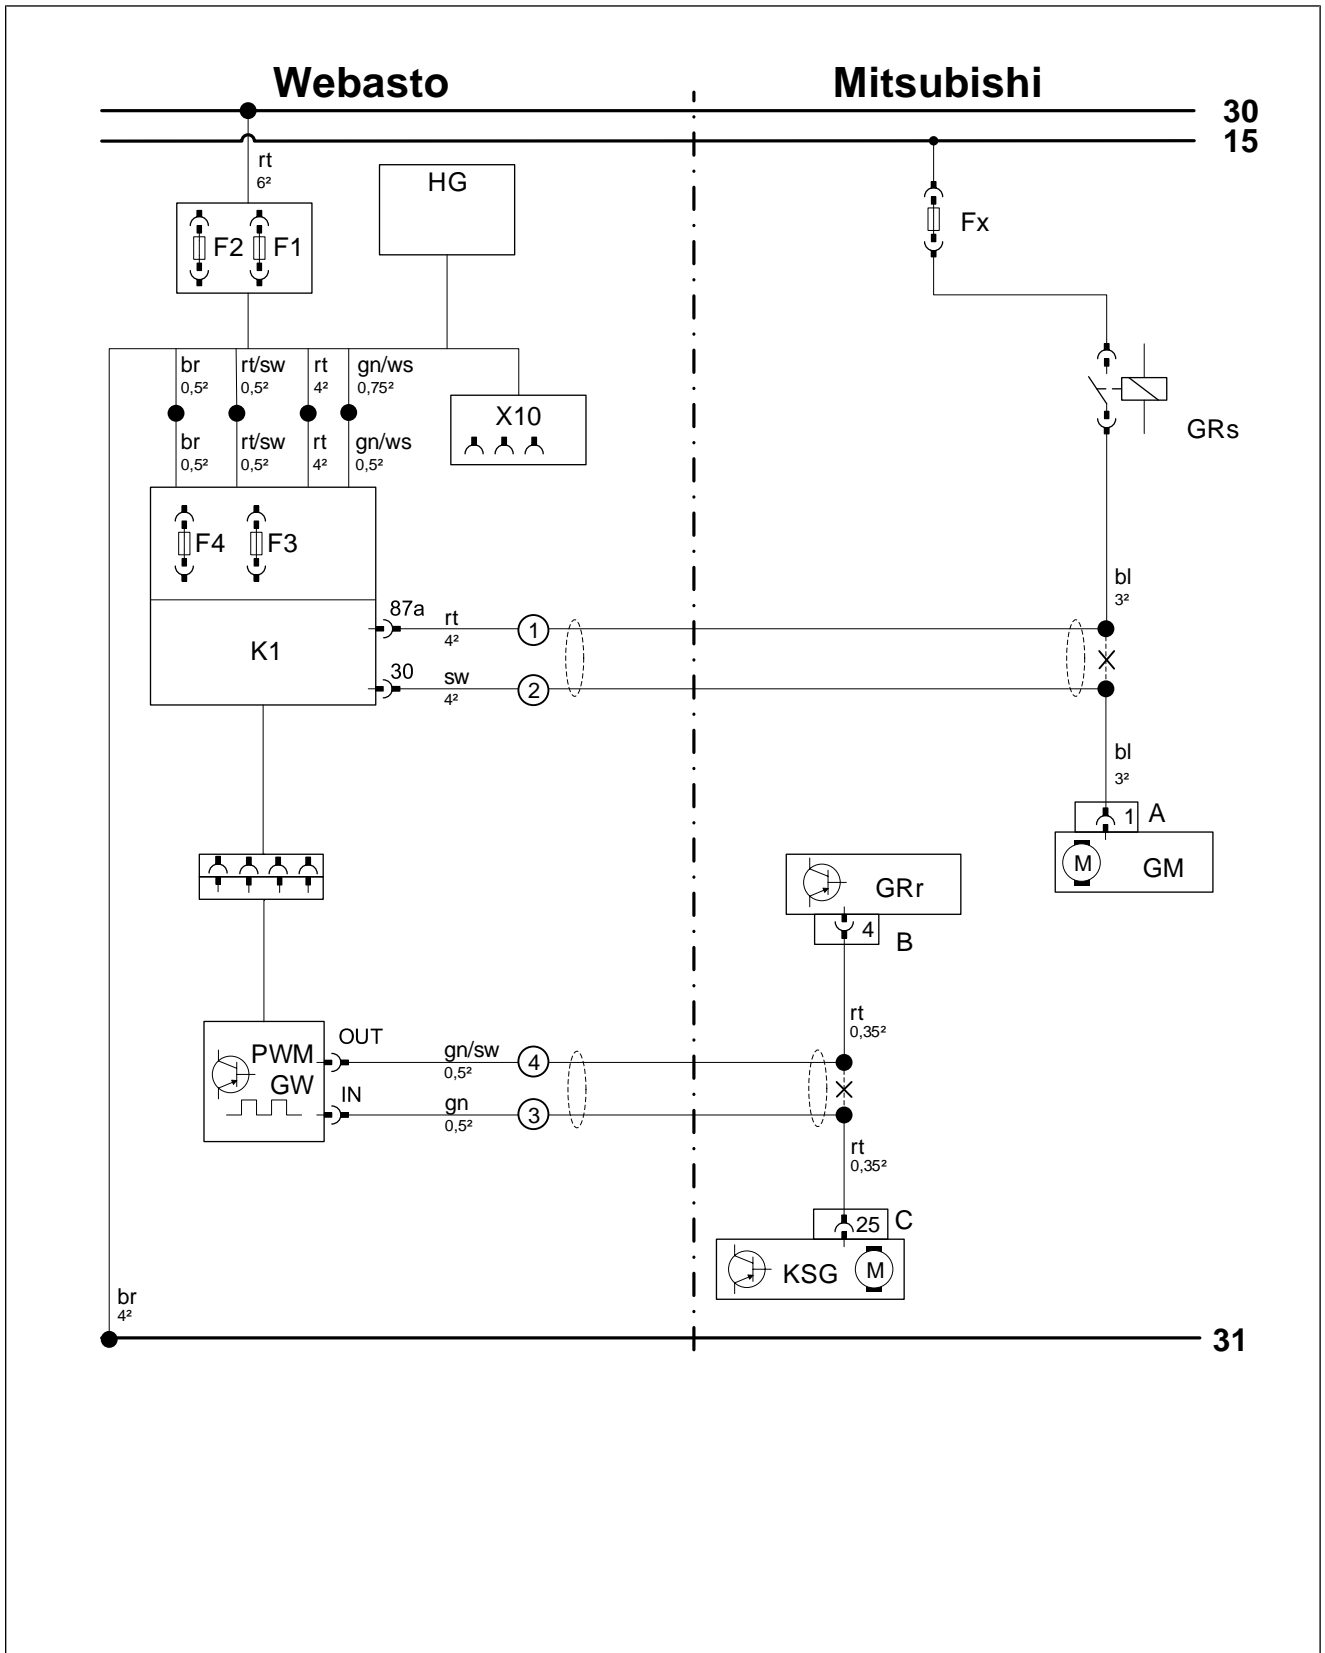 Webasto
Mitsubishi
30
15
rt
6²
HG
F2
F1
Fx
br
0,5²
rt/sw
0,5²
rt
4²
gn/ws
0,75²
X10
br
0,5²
rt/sw
0,5²
rt
4²
gn/ws
0,5²
GRs
F4
F3
bl
3²
87a
rt
4²
1
K1
30
sw
4²
2
bl
3²
1
A
M
GM
GRr
4
B
rt
0,35²
PWM
GW
OUT
gn/sw
0,5²
4
IN
gn
0,5²
3
rt
0,35²
25
C
KSG
M
br
4²
31